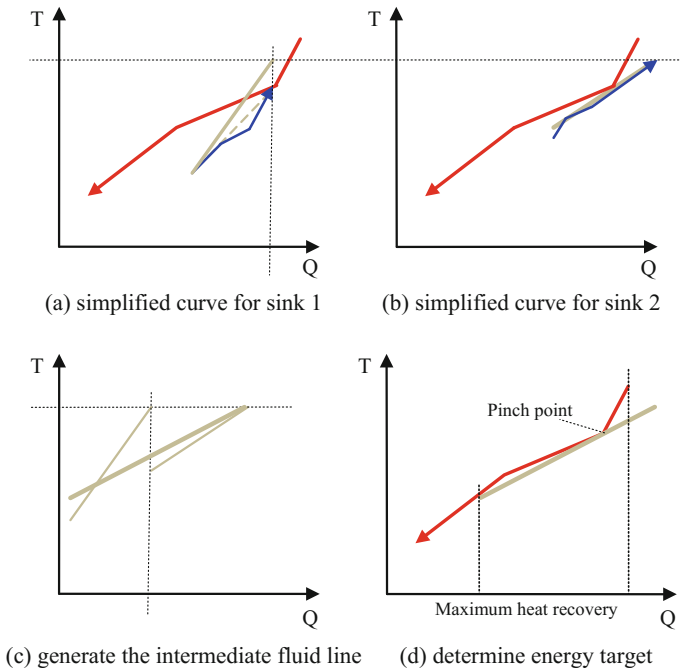 T
T
Q
Q
(a) simplified curve for sink 1
(b) simplified curve for sink 2
T
T
Pinch point
Q
Maximum heat recovery
Q
(c) generate the intermediate fluid line
(d) determine energy target